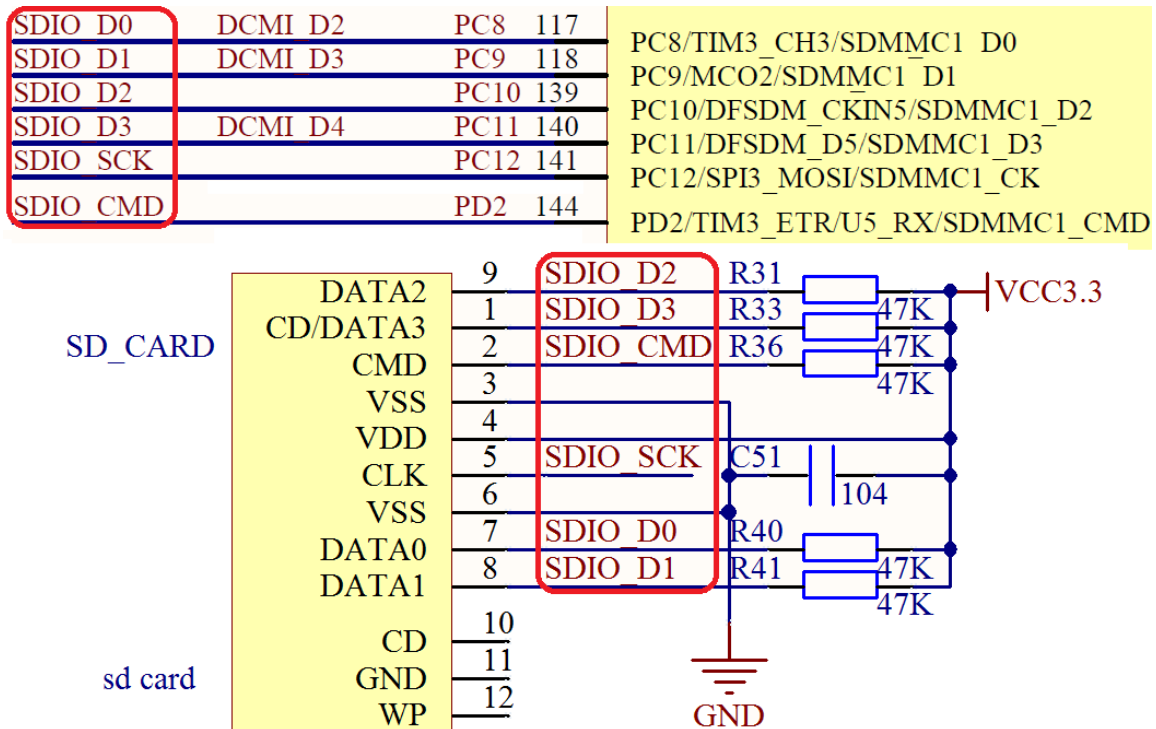 SDIO_D0 DCMI_D2 PC8 117
SDIO_D1 DCMI_D3 PC9 118
SDIO_D2 PC10 139
SDIO_D3 DCMI_D4 PC11 140
SDIO_SCK PC12 141
SDIO_CMD PD2 144
PC8/TIM3_CH3/SDMMC1_D0
PC9/MCO2/SDMMC1_D1
PC10/DFSDM_CKIN5/SDMMC1_D2
PC11/DFSDM_D5/SDMMC1_D3
PC12/SPI3_MOSI/SDMMC1_CK
PD2/TIM3_ETR/U5_RX/SDMMC1_CMD
SD_CARD
sd card
DATA2 9 SDIO_D2 R31 47K
CD/DATA3 1 SDIO_D3 R33 47K
CMD 2 SDIO_CMD R36 47K
VSS 3
VDD 4
CLK 5 SDIO_SCK C51 104
VSS 6
DATA0 7 SDIO_D0 R40 47K
DATA1 8 SDIO_D1 R41 47K
CD 10
GND 11
WP 12
VCC3.3
GND